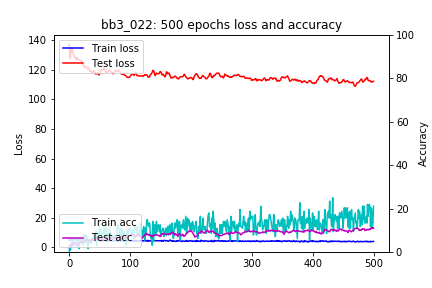 bb3_022: 500 epochs loss and accuracy
Loss
Accuracy
140
120
100
80
60
40
20
0
100
80
60
40
20
0
0
100
200
300
400
500
Train loss
Test loss
Train acc
Test acc